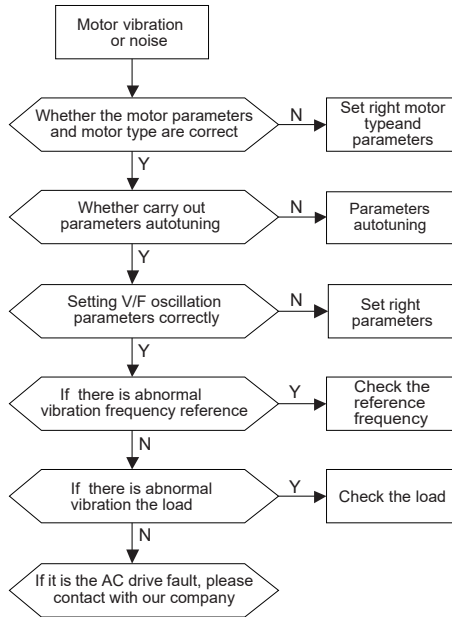 Motor vibration
or noise
Whether the motor parameters
and motor type are correct
N
Set right motor
typeand
parameters
Y
Whether carry out
parameters autotuning
N
Parameters
autotuning
Y
Setting V/F oscillation
parameters correctly
N
Set right
parameters
Y
If there is abnormal
vibration frequency reference
Y
Check the
reference
frequency
N
If there is abnormal
vibration the load
Y
Check the load
N
If it is the AC drive fault, please
contact with our company